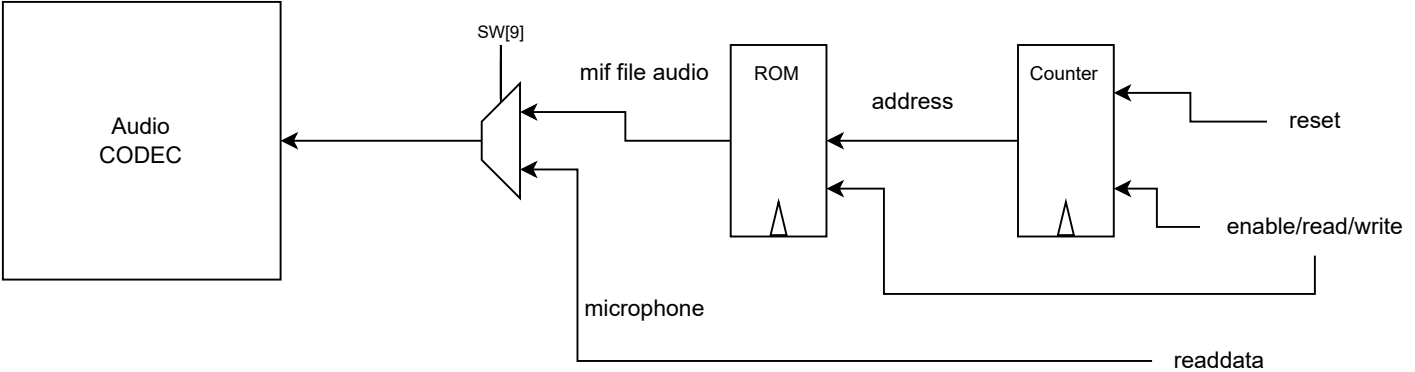 SW[9]
mif file audio
ROM
Counter
address
Audio
CODEC
reset
enable/read/write
microphone
readdata